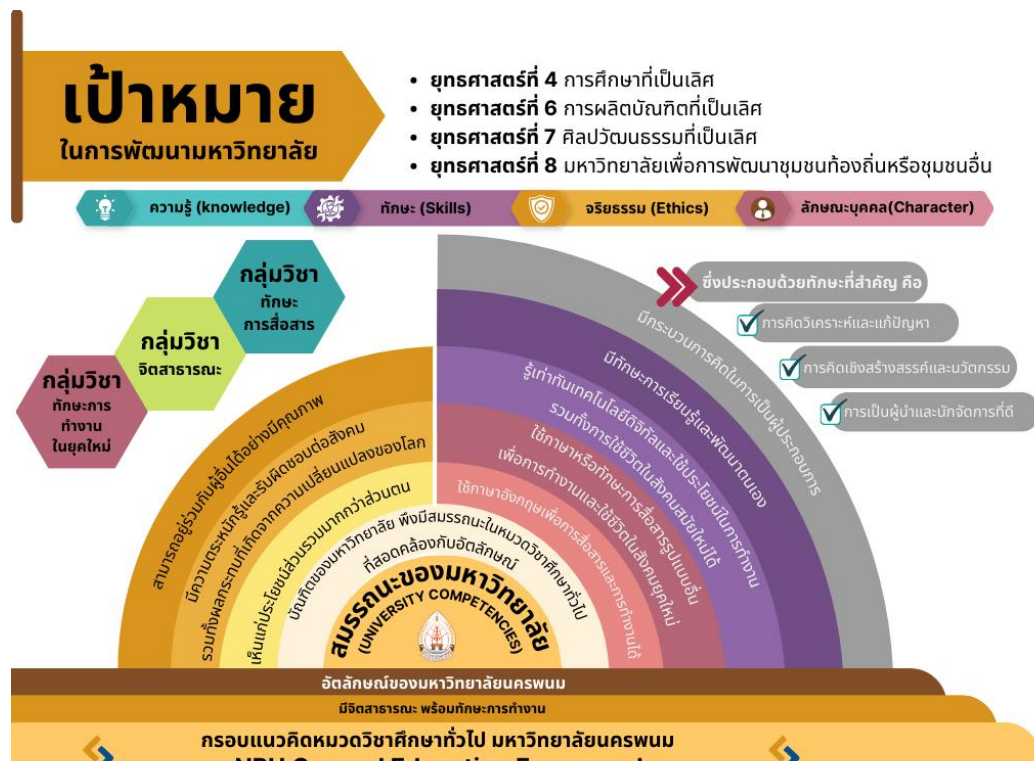 เป้าหมาย
ในการพัฒนามหาวิทยาลัย
• ยุทธศาสตร์ที่ 4 การศึกษาที่เป็นเลิศ
• ยุทธศาสตร์ที่ 6 การผลิตบัณฑิตที่เป็นเลิศ
• ยุทธศาสตร์ที่ 7 ศิลปวัฒนธรรมที่เป็นเลิศ
• ยุทธศาสตร์ที่ 8 มหาวิทยาลัยเพื่อการพัฒนาชุมชนท้องถิ่นหรือชุมชนอื่น
ความรู้ (knowledge)
ทักษะ (Skills)
จริยธรรม (Ethics)
ลักษณะบุคคล(Character)
กลุ่มวิชา
ทักษะ
การสื่อสาร
กลุ่มวิชา
จิตสาธารณะ
กลุ่มวิชา
ทักษะการ
ทำงาน
ในยุคใหม่
ซึ่งประกอบด้วยทักษะที่สำคัญ คือ
การคิดวิเคราะห์และแก้ปัญหา
การคิดเชิงสร้างสรรค์และนวัตกรรม
การเป็นผู้นำและนักจัดการที่ดี
สามารถอยู่ร่วมกับผู้อื่นได้อย่างมีคุณภาพ
มีความตระหนักรู้และรับผิดชอบต่อสังคม
รวมทั้งผลกระทบที่เกิดจากความเปลี่ยนแปลงของโลก
เห็นแก่ประโยชน์ส่วนรวมมากกว่าส่วนตน
มีกระบวนการคิดในการเป็นผู้ประกอบการ
มีทักษะการเรียนรู้และพัฒนาตนเอง
รู้เท่าทันเทคโนโลยีดิจิทัลและใช้ประโยชน์ในการทำงาน
รวมทั้งการใช้ชีวิตในสังคมสมัยใหม่ได้
ใช้ภาษาหรือทักษะการสื่อสารรูปแบบอื่น
เพื่อการทำงานและใช้ชีวิตในสังคมยุคใหม่
ใช้ภาษาอังกฤษเพื่อการสื่อสารและการทำงานได้
บัณฑิตของมหาวิทยาลัย พึงมีสมรรถนะในหมวดวิชาศึกษาทั่วไป
ที่สอดคล้องกับอัตลักษณ์
สมรรถนะของมหาวิทยาลัย
(UNIVERSITY COMPETENCIES)
อัตลักษณ์ของมหาวิทยาลัยนครพนม
มีจิตสาธารณะ พร้อมทักษะการทำงาน
กรอบแนวคิดหมวดวิชาศึกษาทั่วไป มหาวิทยาลัยนครพนม